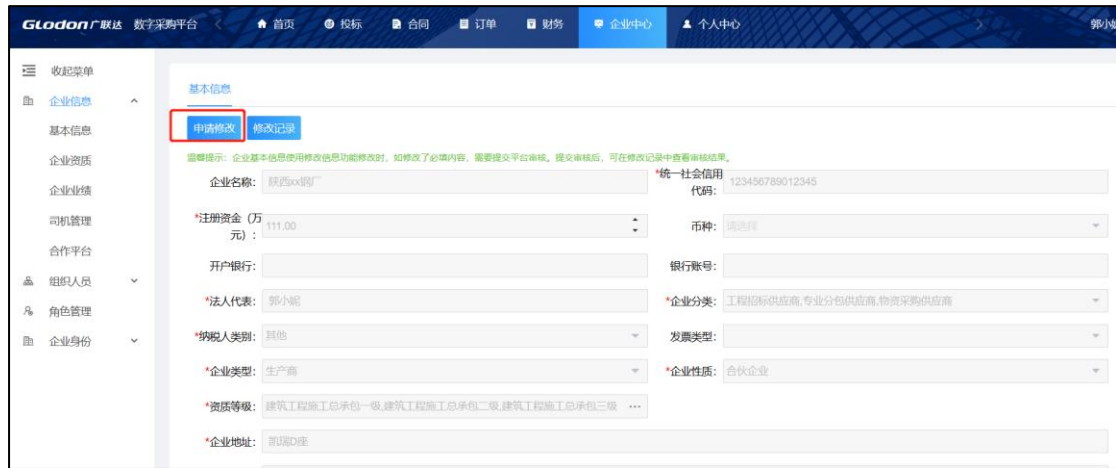 GLodon广联达 数字采购平台 首页 投标 合同 订单 财务 企业中心 个人中心 郭小
收起菜单
企业信息
基本信息
企业资质
企业业绩
司机管理
合作平台
组织人员
角色管理
企业身份
基本信息
申请修改 修改记录
温馨提示：企业基本信息使用修改信息功能修改时，如修改了必填内容，需要提交平台审核。提交审核后，可在修改记录中查看审核结果。
企业名称: 陕西xx钢厂 *统一社会信用
代码: 123456789012345
*注册资金（万
元）: 111.00 币种: 请选择
开户银行: 银行账号:
*法人代表: 郭小妮 *企业分类: 工程招标供应商,专业分包供应商,物资采购供应商
*纳税人类别: 其他 发票类型:
*企业类型: 生产商 *企业性质: 合伙企业
*资质等级: 建筑工程施工总承包一级,建筑工程施工总承包二级,建筑工程施工总承包三级 ...
*企业地址: 凯瑞D座